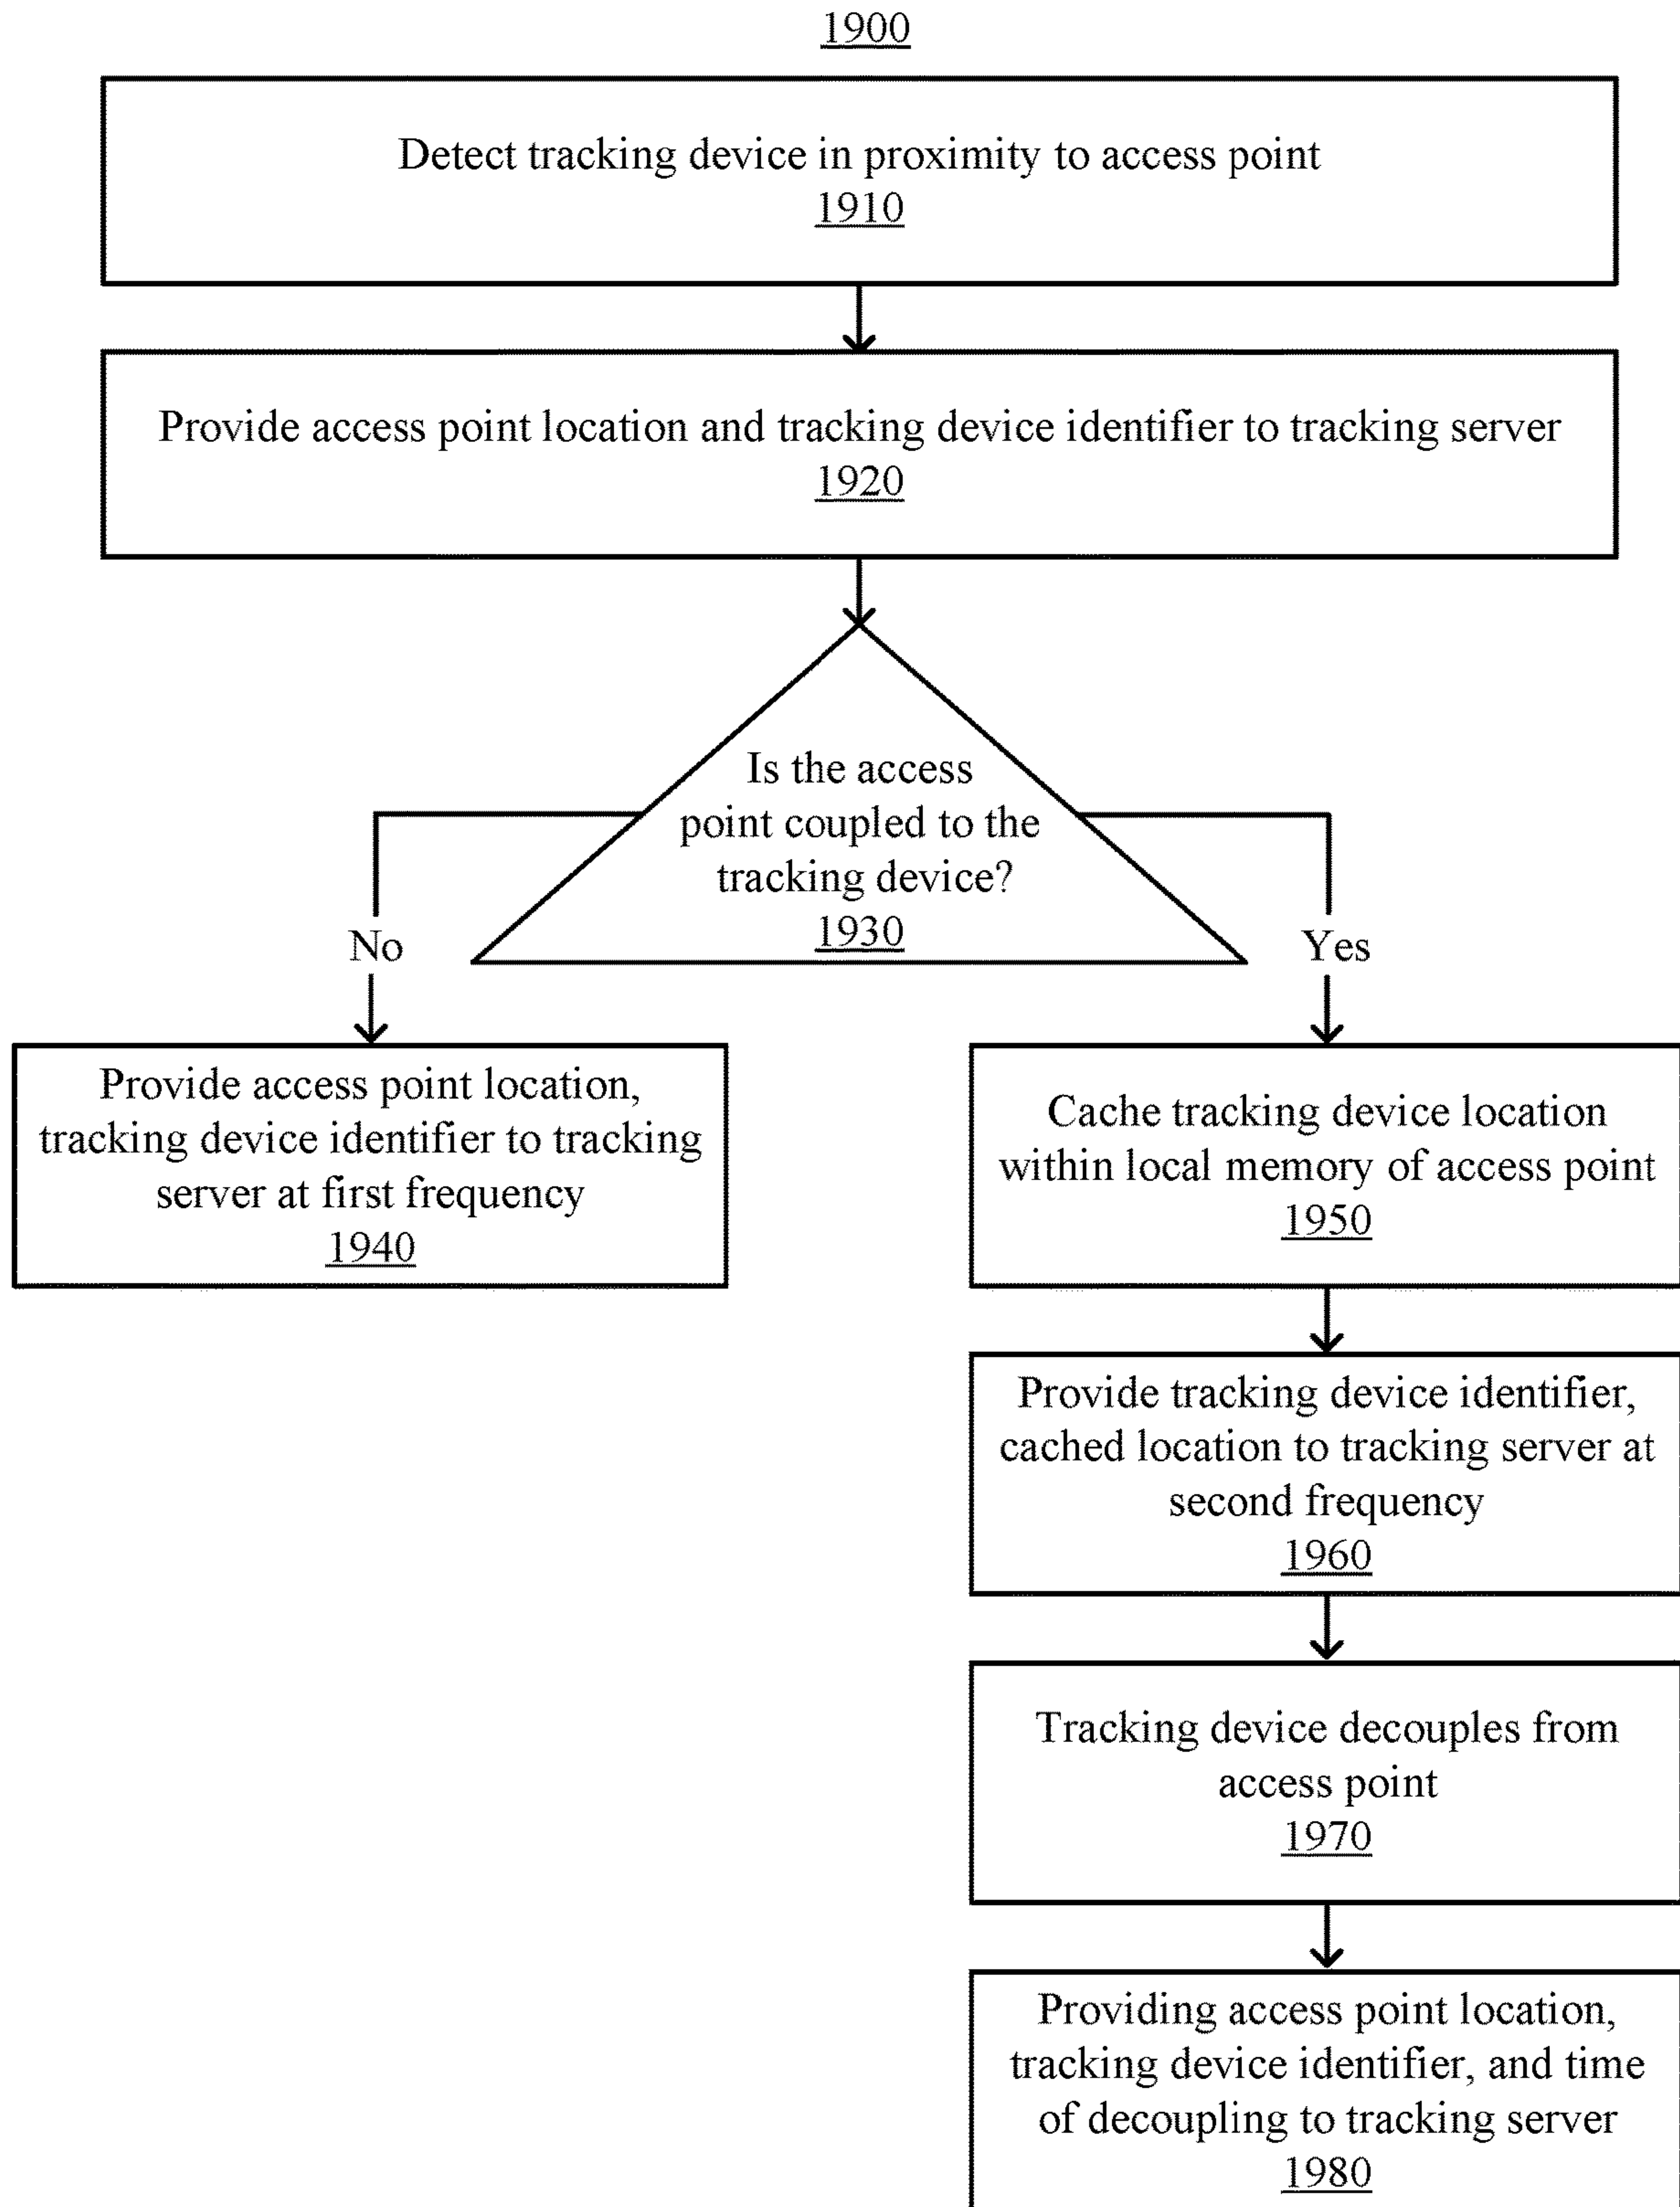 1900
Detect tracking device in proximity to access point
1910
Provide access point location and tracking device identifier to tracking server
1920
Is the access
point coupled to the
tracking device?
1930
No
Yes
Provide access point location,
tracking device identifier to tracking
server at first frequency
1940
Cache tracking device location
within local memory of access point
1950
Provide tracking device identifier,
cached location to tracking server at
second frequency
1960
Tracking device decouples from
access point
1970
Providing access point location,
tracking device identifier, and time
of decoupling to tracking server
1980